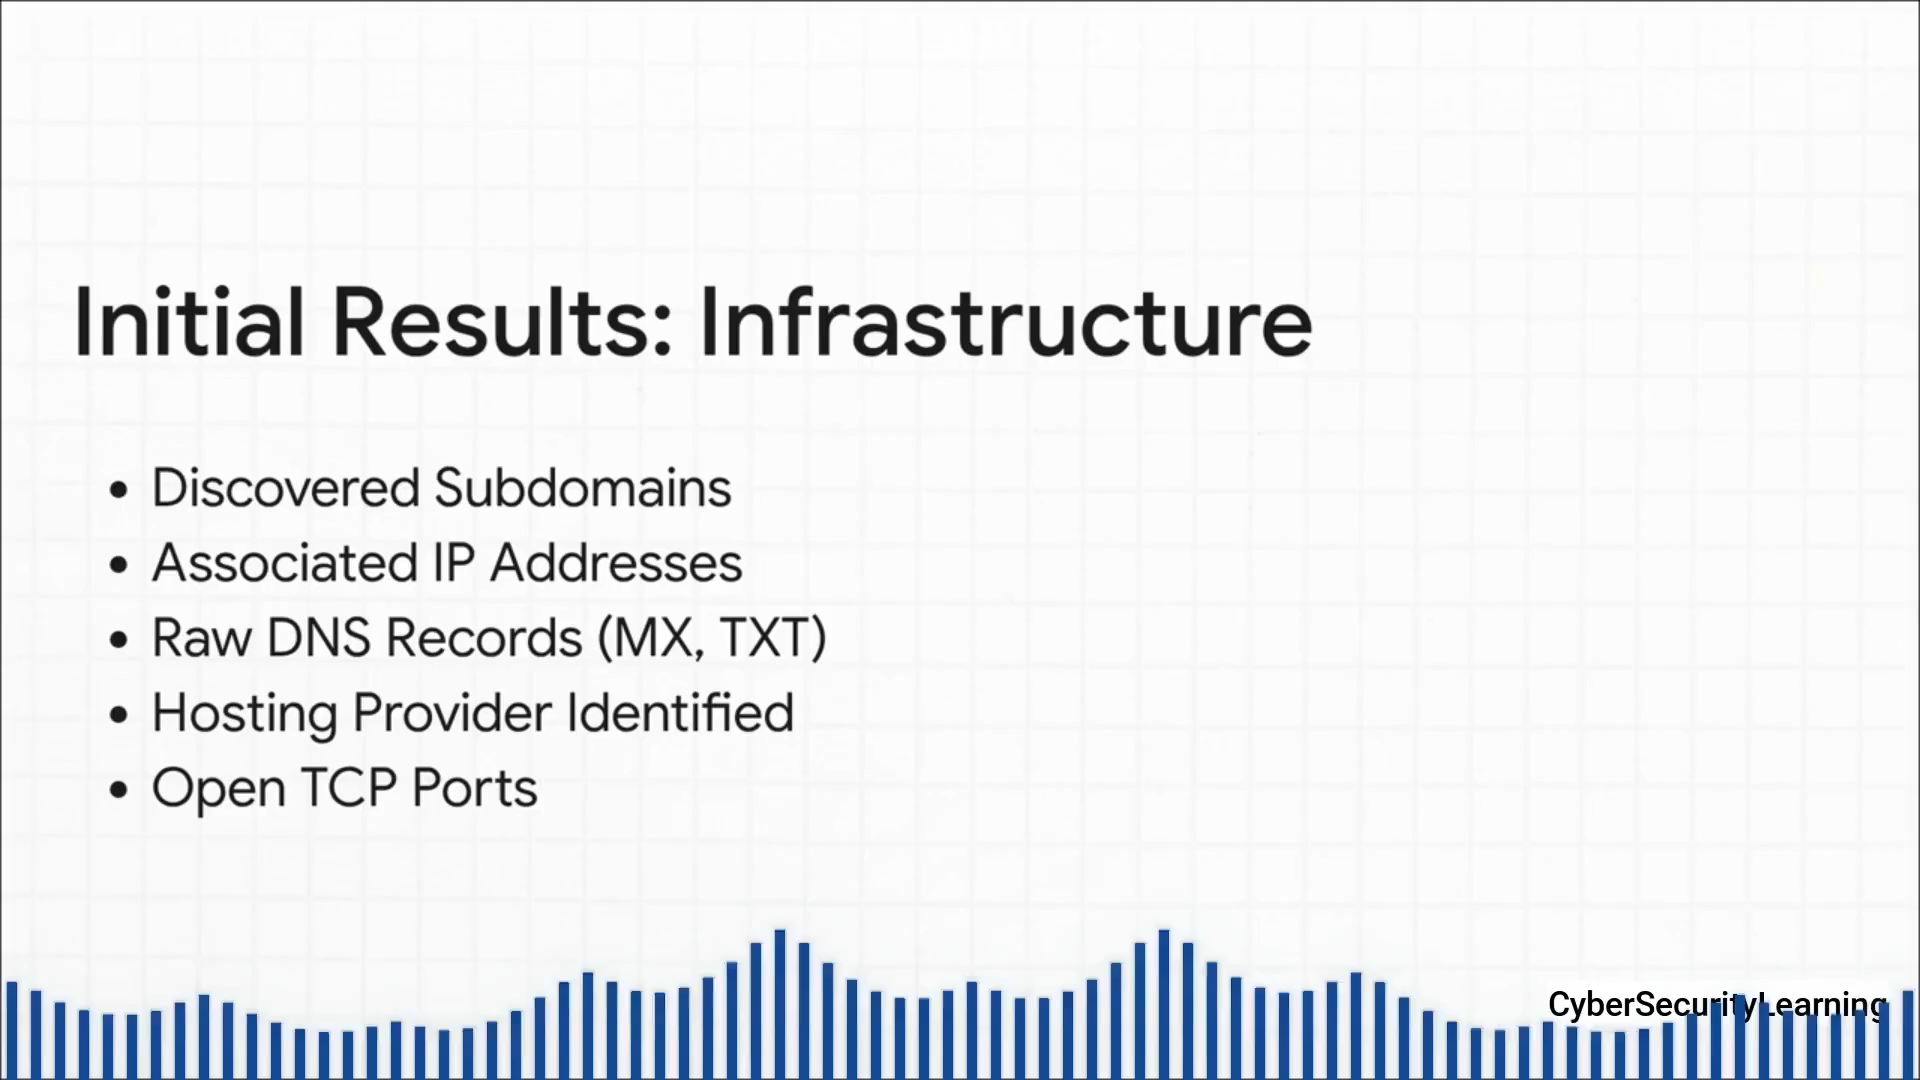 Initial Results: Infrastructure
• Discovered Subdomains
• Associated IP Addresses
• Raw DNS Records (MX, TXT)
• Hosting Provider Identified
• Open TCP Ports
CyberSecurityLearning